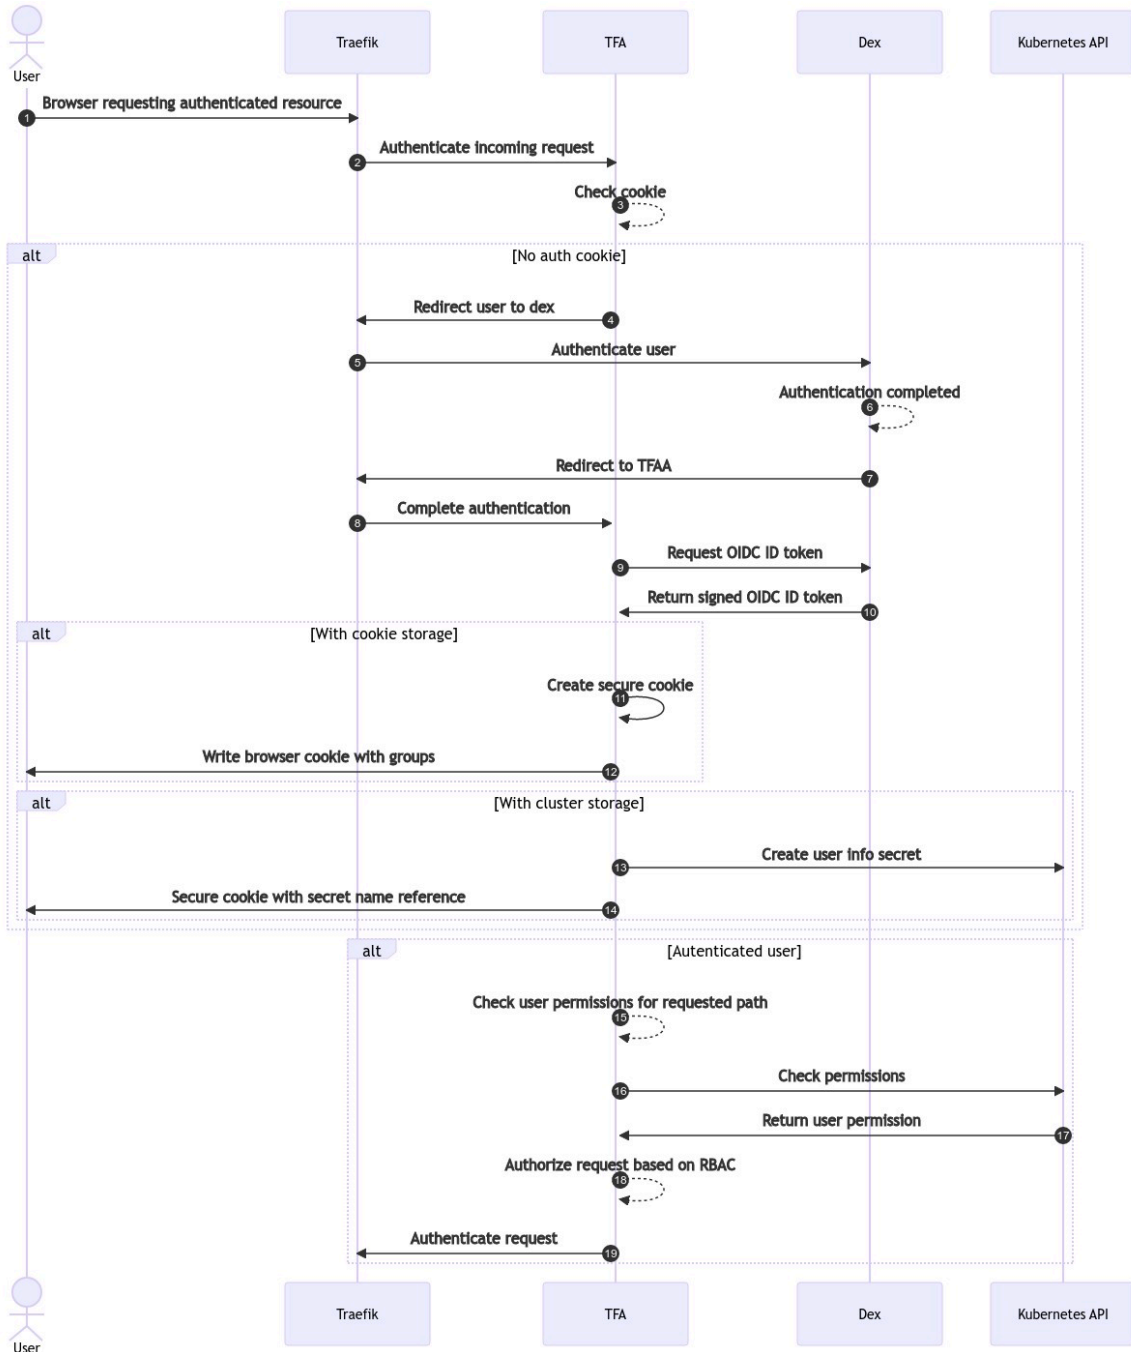 User
Traefik
TFA
Dex
Kubernetes API
Browser requesting authenticated resource
1
Authenticate incoming request
2
Check cookie
3
alt
[No auth cookie]
Redirect user to dex
4
Authenticate user
5
Authentication completed
6
Redirect to TFAA
7
Complete authentication
8
Request OIDC ID token
9
Return signed OIDC ID token
10
alt
[With cookie storage]
Create secure cookie
11
Write browser cookie with groups
12
alt
[With cluster storage]
Create user info secret
13
Secure cookie with secret name reference
14
alt
[Autenticated user]
Check user permissions for requested path
15
Check permissions
16
Return user permission
17
Authorize request based on RBAC
18
Authenticate request
19
User
Traefik
TFA
Dex
Kubernetes API